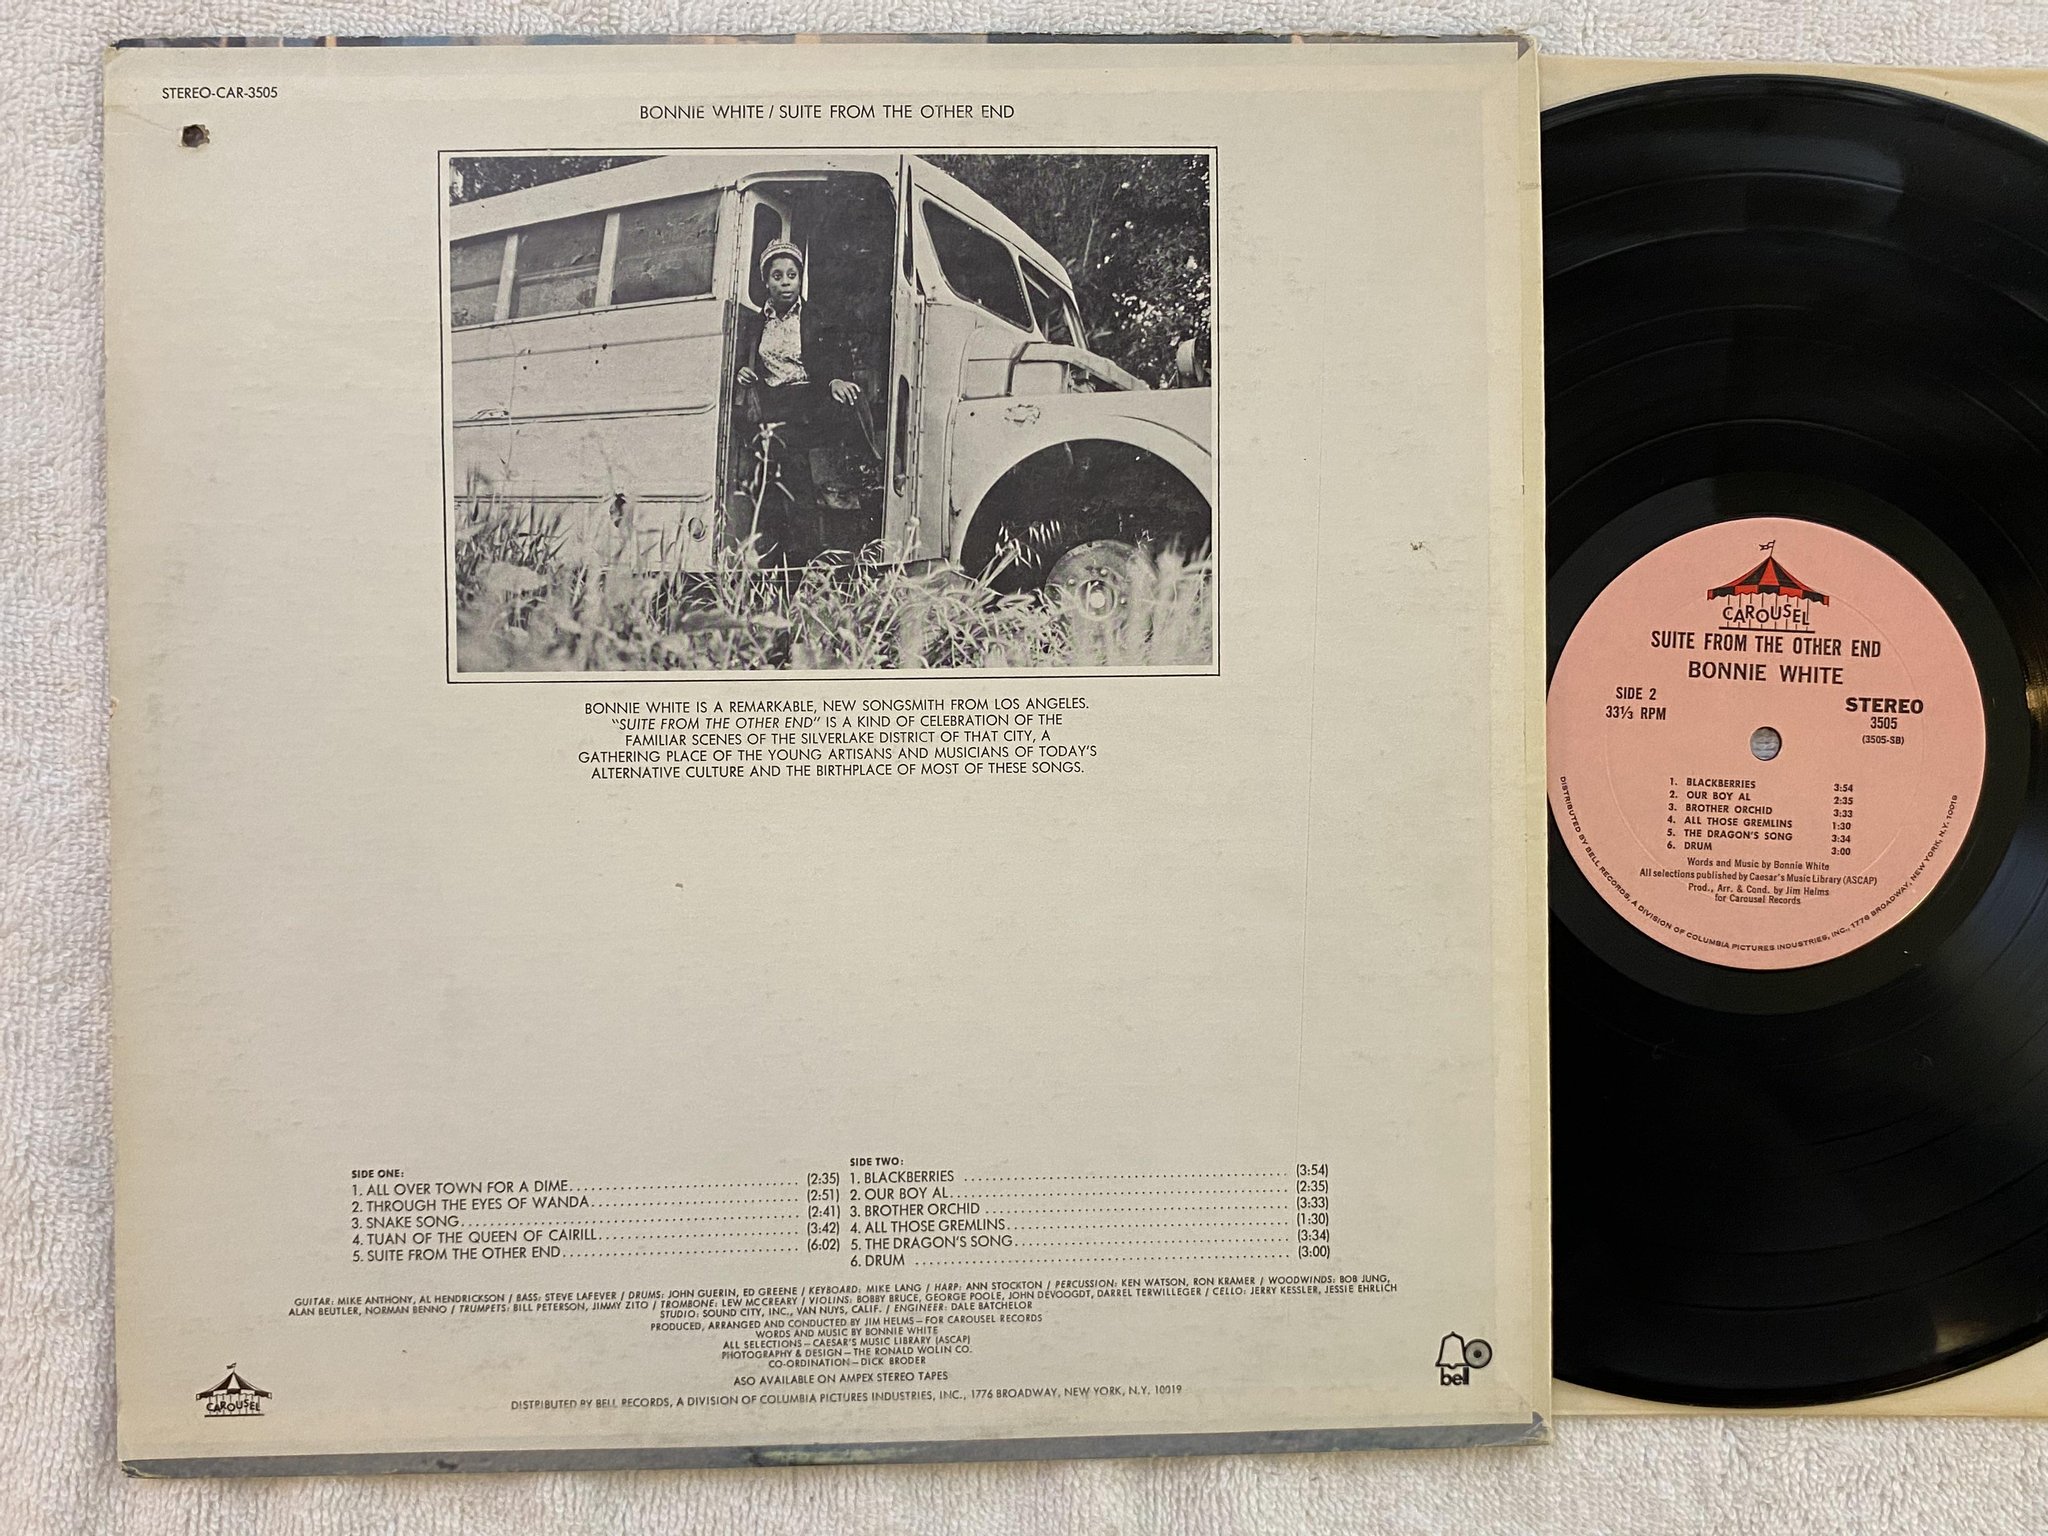 STEREO-CAR-3505
BONNIE WHITE / SUITE FROM THE OTHER END
BONNIE WHITE IS A REMARKABLE, NEW SONGSMITH FROM LOS ANGELES.
"SUITE FROM THE OTHER END" IS A KIND OF CELEBRATION OF THE
FAMILIAR SCENES OF THE SILVERLAKE DISTRICT OF THAT CITY, A
GATHERING PLACE OF THE YOUNG ARTISANS AND MUSICIANS OF TODAY'S
ALTERNATIVE CULTURE AND THE BIRTHPLACE OF MOST OF THESE SONGS.
SIDE ONE:
1. ALL OVER TOWN FOR A DIME (2:35)
2. THROUGH THE EYES OF WANDA (2:51)
3. SNAKE SONG (2:41)
4. TUAN OF THE QUEEN OF CAIRILL (3:42)
5. SUITE FROM THE OTHER END (6:02)
SIDE TWO:
1. BLACKBERRIES (3:54)
2. OUR BOY AL (2:35)
3. BROTHER ORCHID (3:33)
4. ALL THOSE GREMLINS (1:30)
5. THE DRAGON'S SONG (3:34)
6. DRUM (3:00)
GUITAR: MIKE ANTHONY, AL HENDRICKSON / BASS: STEVE LAFEVER / DRUMS: JOHN GUERIN, ED GREENE / KEYBOARD: MIKE LANG / HARP: ANN STOCKTON / PERCUSSION: KEN WATSON, RON KRAMER / WOODWINDS: BOB JUNG,
ALAN BEUTLER, NORMAN BENNO / TRUMPETS: BILL PETERSON, JIMMY ZITO / TROMBONE: LEW McCREARY / VIOLINS: BOBBY BRUCE, GEORGE POOLE, JOHN DEVOOGDT, DARREL TERWILLEGER / CELLO: JERRY KESSLER, JESSIE EHRLICH
STUDIO: SOUND CITY, INC., VAN NUYS, CALIF. / ENGINEER: DALE BATCHELOR
PRODUCED, ARRANGED AND CONDUCTED BY JIM HELMS – FOR CAROUSEL RECORDS
WORDS AND MUSIC BY BONNIE WHITE
ALL SELECTIONS – CAESAR'S MUSIC LIBRARY (ASCAP)
PHOTOGRAPHY & DESIGN – THE RONALD WOLIN CO.
CO-ORDINATION – DICK BRODER
ASO AVAILABLE ON AMPEX STEREO TAPES
DISTRIBUTED BY BELL RECORDS, A DIVISION OF COLUMBIA PICTURES INDUSTRIES, INC., 1776 BROADWAY, NEW YORK, N.Y. 10019
CAROUSEL
bell
CAROUSEL
SUITE FROM THE OTHER END
BONNIE WHITE
SIDE 2
33⅓ RPM
STEREO
3505
(3505-SB)
1. BLACKBERRIES 3:54
2. OUR BOY AL 2:35
3. BROTHER ORCHID 3:33
4. ALL THOSE GREMLINS 1:30
5. THE DRAGON'S SONG 3:34
6. DRUM 3:00
Words and Music by Bonnie White
All selections published by Caesar's Music Library (ASCAP)
Prod., Arr. & Cond. by Jim Helms
for Carousel Records
DISTRIBUTED BY BELL RECORDS, A DIVISION OF COLUMBIA PICTURES INDUSTRIES, INC., 1776 BROADWAY, NEW YORK, N.Y. 10019